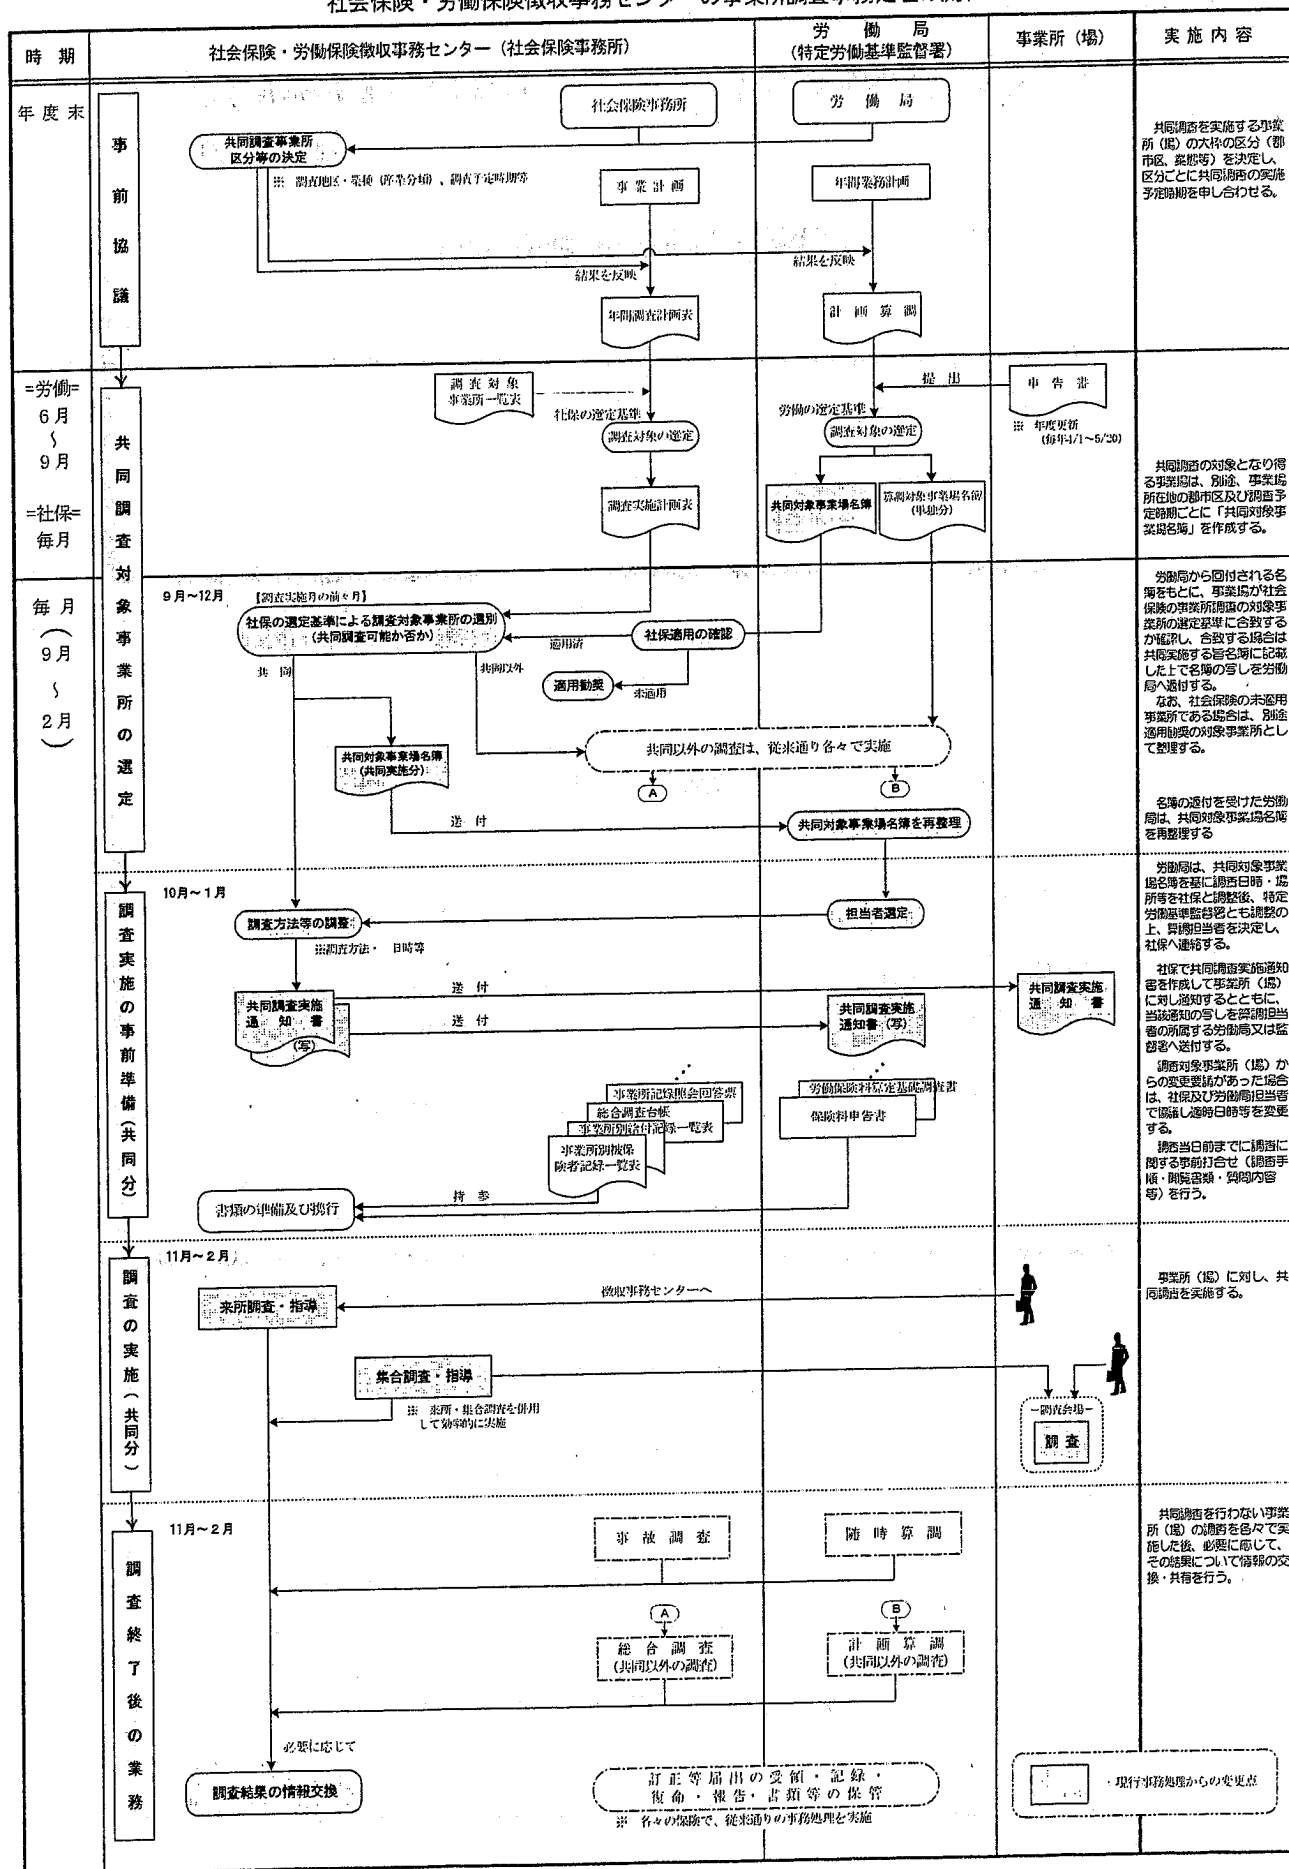 時　期
社会保険・労働保険徴収事務センター（社会保険事務所）
労　働　局
（特定労働基準監督署）
事業所（場）
実 施 内 容
年 度 末
事前協議
社会保険事務所
労　働　局
共同調査事業所
区分等の決定
※　調査地区・業種（産業分類）、調査予定時期等
事 業 計 画
年間業務計画
結果を反映
結果を反映
年間調査計画表
計　画　算　調
共同調査を実施する事業
所（場）の大枠の区分（郡
市区、業態等）を決定し、
区分ごとに共同調査の実施
予定時期を申し合わせる。
=労働=
6月
〜
9月
=社保=
毎月
共同調査対象事業所の選定
調 査 対 象
事業所一覧表
社保の選定基準
調査対象の選定
調査実施計画表
提　出
申 告 書
※　年度更新
（毎年4/1〜5/20）
労働の選定基準
調査対象の選定
共同対象事業場名簿
算調対象事業場名簿
（単独分）
共同調査の対象となり得
る事業場は、別途、事業場
所在地の郡市区及び調査予
定時期ごとに「共同対象事
業場名簿」を作成する。
毎 月
（9月
〜
2月）
9月〜12月
【調査実施月の前々月】
社保の選定基準による調査対象事業所の選別
（共同調査可能か否か）
適用済
社保適用の確認
共　同
共同以外
適用勧奨
未適用
共同以外の調査は、従来通り各々で実施
A
B
共同対象事業場名簿
（共同実施分）
送　付
共同対象事業場名簿を再整理
労働局から回付される名
簿をもとに、事業場が社会
保険の事業所調査の対象事
業所の選定基準に合致する
か確認し、合致する場合は
共同実施する旨名簿に記載
した上で名簿の写しを労働
局へ返付する。
なお、社会保険の未適用
事業所である場合は、別途
適用勧奨の対象事業所とし
て整理する。
名簿の返付を受けた労働
局は、共同対象事業場名簿
を再整理する
調査実施の事前準備（共同分）
10月〜1月
調査方法等の調整
担当者選定
※調査方法・　日時等
共同調査実施
通　知　書
（写）
送　付
送　付
共同調査実施
通知書（写）
共同調査実施
通　知　書
事業所記録照会回答票
総合調査台帳
事業所別給付記録一覧表
事業所別被保
険者記録一覧表
労働保険料算定基礎調査書
保険料申告書
持　参
書類の準備及び携行
労働局は、共同対象事業
場名簿を基に調査日時・場
所等を社保と調整後、特定
労働基準監督署とも調整の
上、算調担当者を決定し、
社保へ連絡する。
社保で共同調査実施通知
書を作成して事業所（場）
に対し通知するとともに、
当該通知の写しを算調担当
者の所属する労働局又は監
督署へ送付する。
調査対象事業所（場）か
らの変更要請があった場合
は、社保及び労働局担当者
で協議し適時日時等を変更
する。
調査当日前までに調査に
関する事前打合せ（調査手
順・閲覧書類・質問内容
等）を行う。
調査の実施（共同分）
11月〜2月
来所調査・指導
徴収事務センターへ
集合調査・指導
※　来所・集合調査を併用
して効率的に実施
－調査会場－
調 査
事業所（場）に対し、共
同調査を実施する。
調査終了後の業務
11月〜2月
事 故 調 査
随 時 算 調
A
B
総 合 調 査
（共同以外の調査）
計 画 算 調
（共同以外の調査）
必要に応じて
調査結果の情報交換
訂 正 等 届 出 の 受 領 ・ 記 録 ・
復 命 ・ 報 告 ・ 書 類 等 の 保 管
※　各々の保険で、従来通りの事務処理を実施
・現行事務処理からの変更点
共同調査を行わない事業
所（場）の調査を各々で実
施した後、必要に応じて、
その結果について情報の交
換・共有を行う。